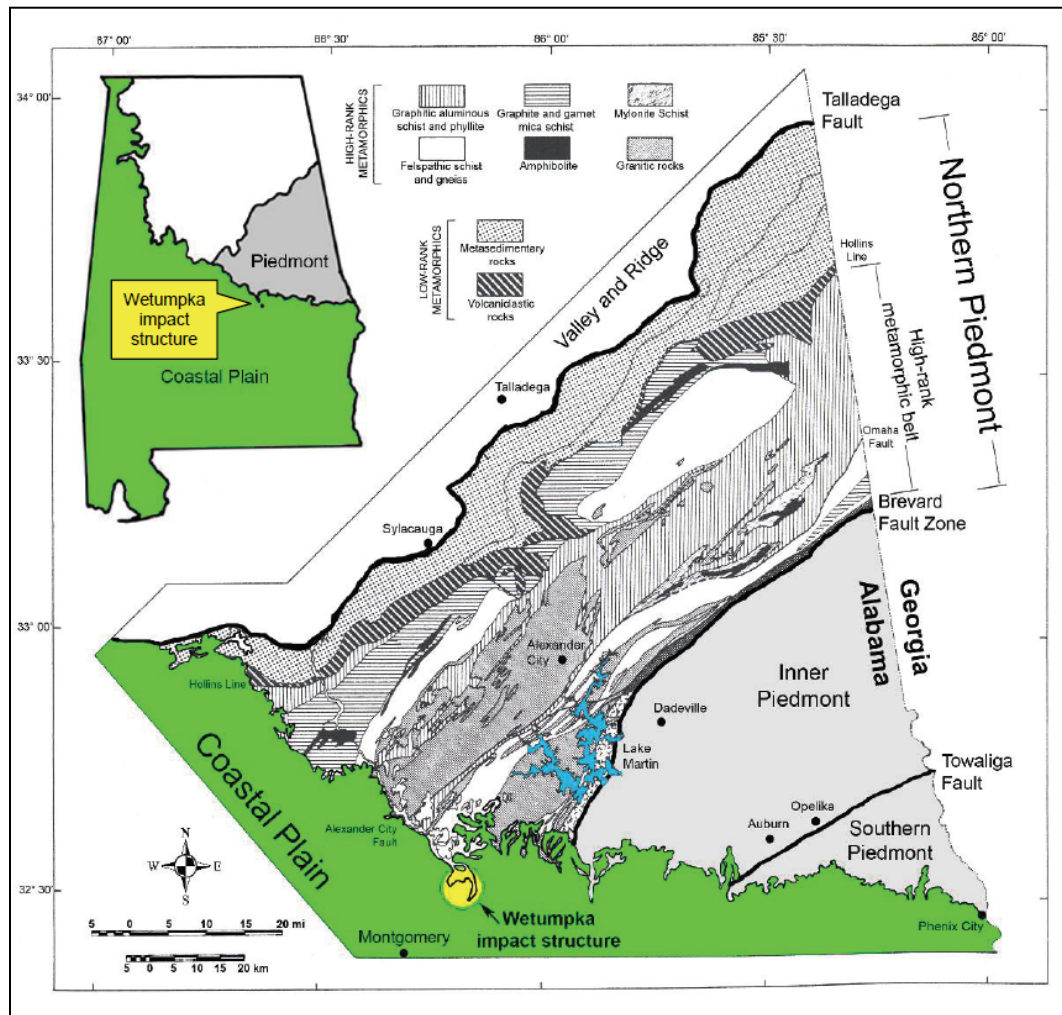 87° 00'
86° 30'
86° 00'
85° 30'
85° 00'
34° 00'
33° 50'
33° 00'
32° 30'
Piedmont
Wetumpka
impact
structure
Coastal Plain
HIGH-RANK
METAMORPHICS
Graphitic aluminous
schist and phyllite
Graphite and garnet
mica schist
Mylonite Schist
Felspathic schist
and gneiss
Amphibolite
Granitic rocks
LOW-RANK
METAMORPHICS
Metasedimentary
rocks
Volcaniclastic
rocks
Talladega
Fault
Northern Piedmont
Hollins
Line
High-rank
metamorphic belt
Omaha
Fault
Brevard
Fault Zone
Valley and Ridge
Talladega
Sylacauga
Alexander
City
Georgia
Alabama
Inner
Piedmont
Dadeville
Lake
Martin
Towaliga
Fault
Opelika
Auburn
Southern
Piedmont
Phenix City
Hollins Line
Coastal Plain
Alexander City
Fault
Wetumpka
impact structure
Montgomery
N
W E
S
5 0 5 10 15 20 mi
5 0 5 10 15 20 km